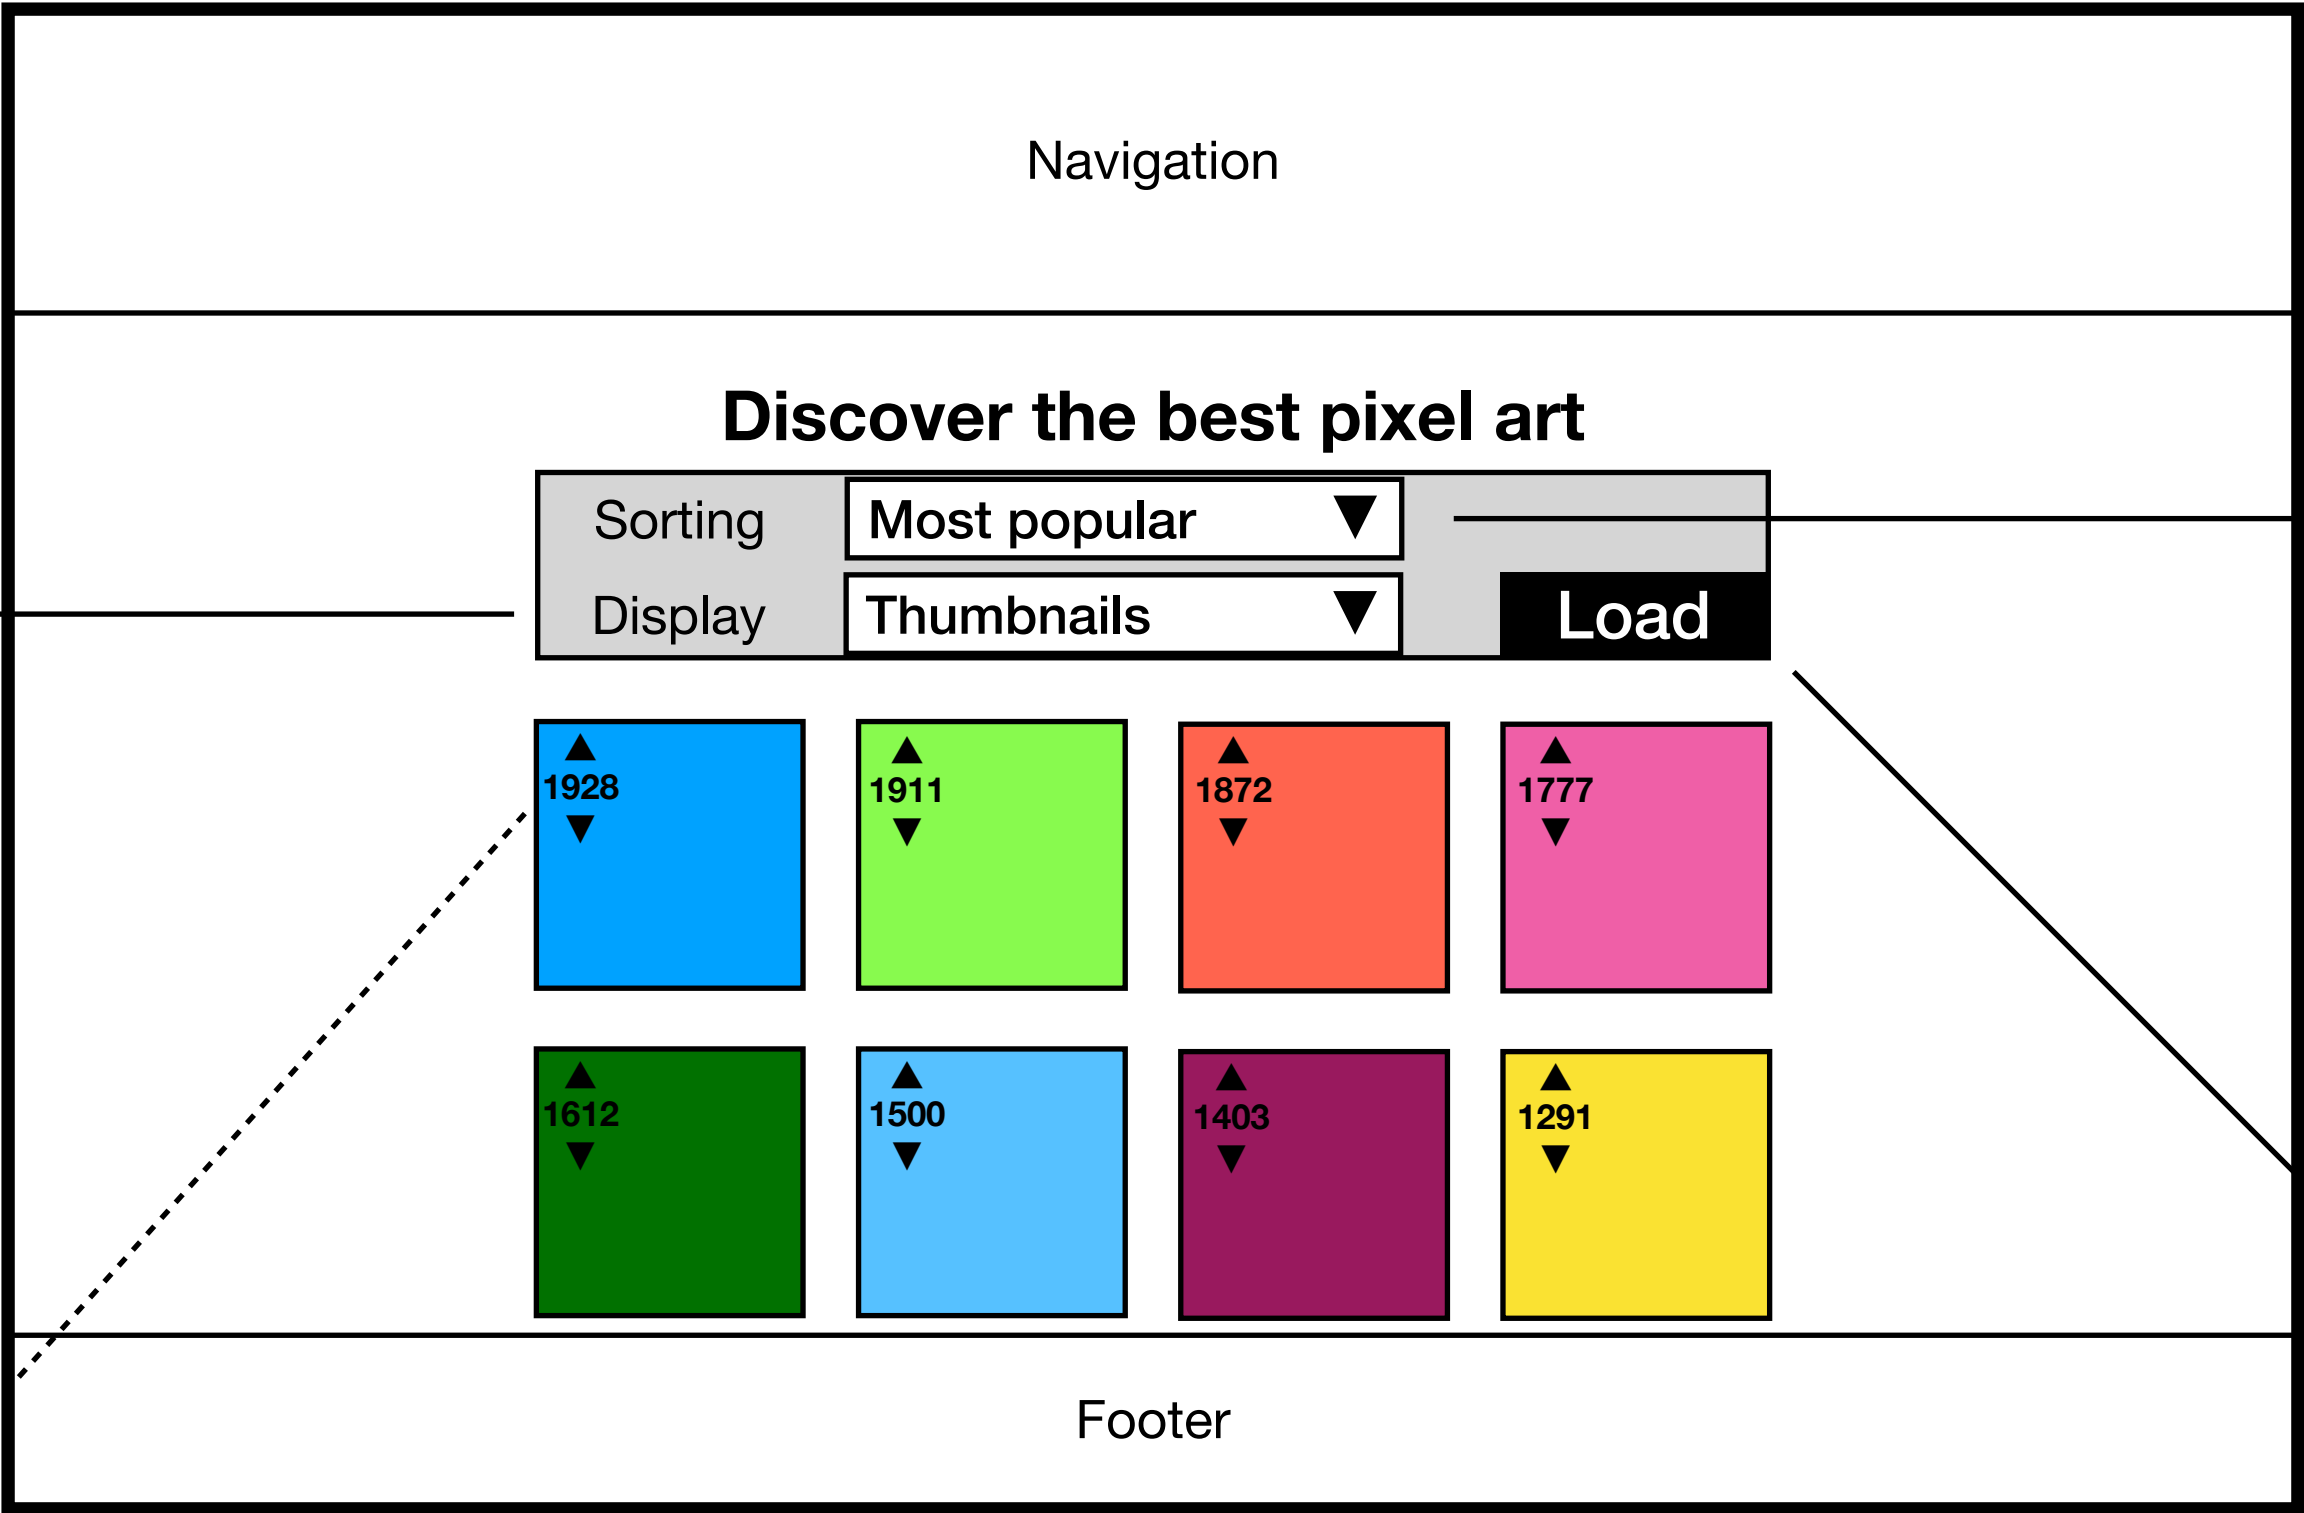 Navigation
Discover the best pixel art
Sorting Most popular ▼
Display Thumbnails ▼ Load
▲ ▲ ▲ ▲
1928 1911 1872 1777
▼ ▼ ▼ ▼
▲ ▲ ▲ ▲
1612 1500 1403 1291
▼ ▼ ▼ ▼
Footer